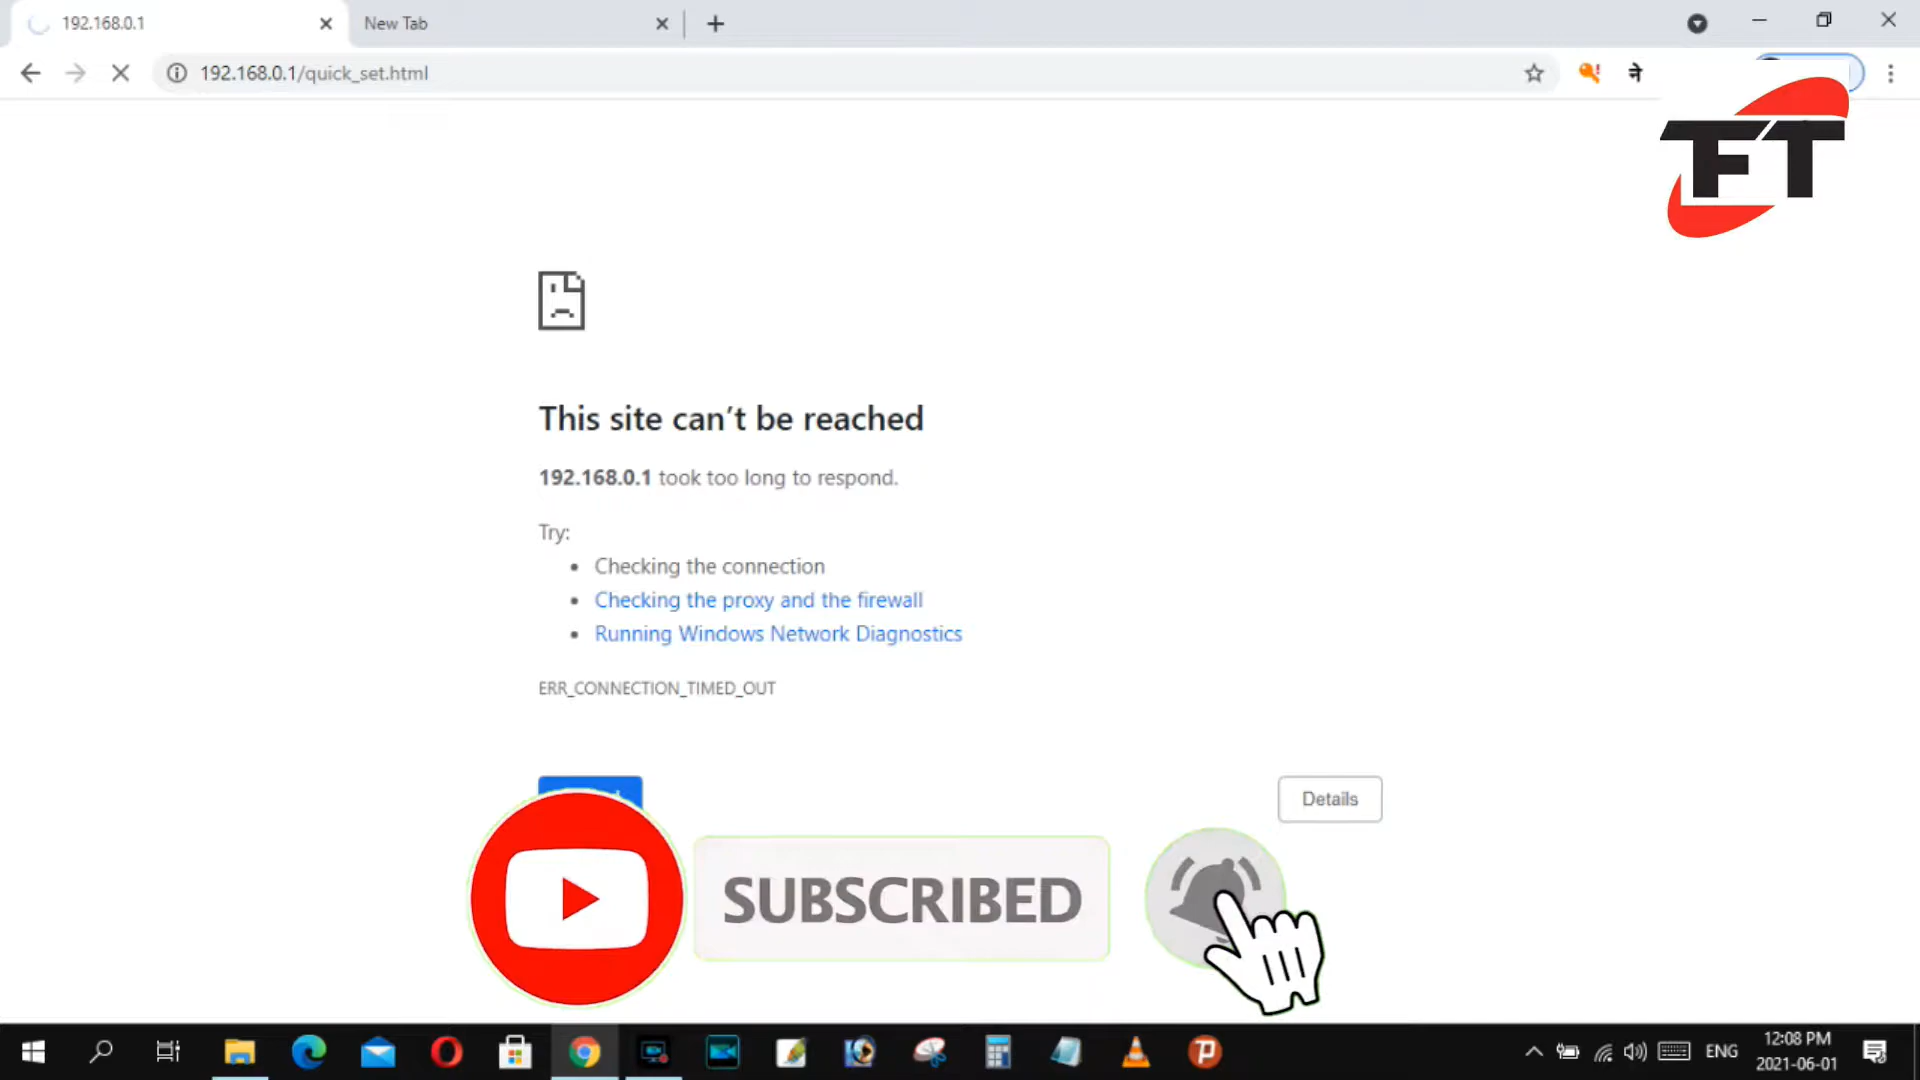 192.168.0.1
New Tab
192.168.0.1/quick_set.html
ने
FT
This site can't be reached
192.168.0.1 took too long to respond.
Try:
Checking the connection
Checking the proxy and the firewall
Running Windows Network Diagnostics
ERR_CONNECTION_TIMED_OUT
Details
SUBSCRIBED
ENG
12:08 PM
2021-06-01